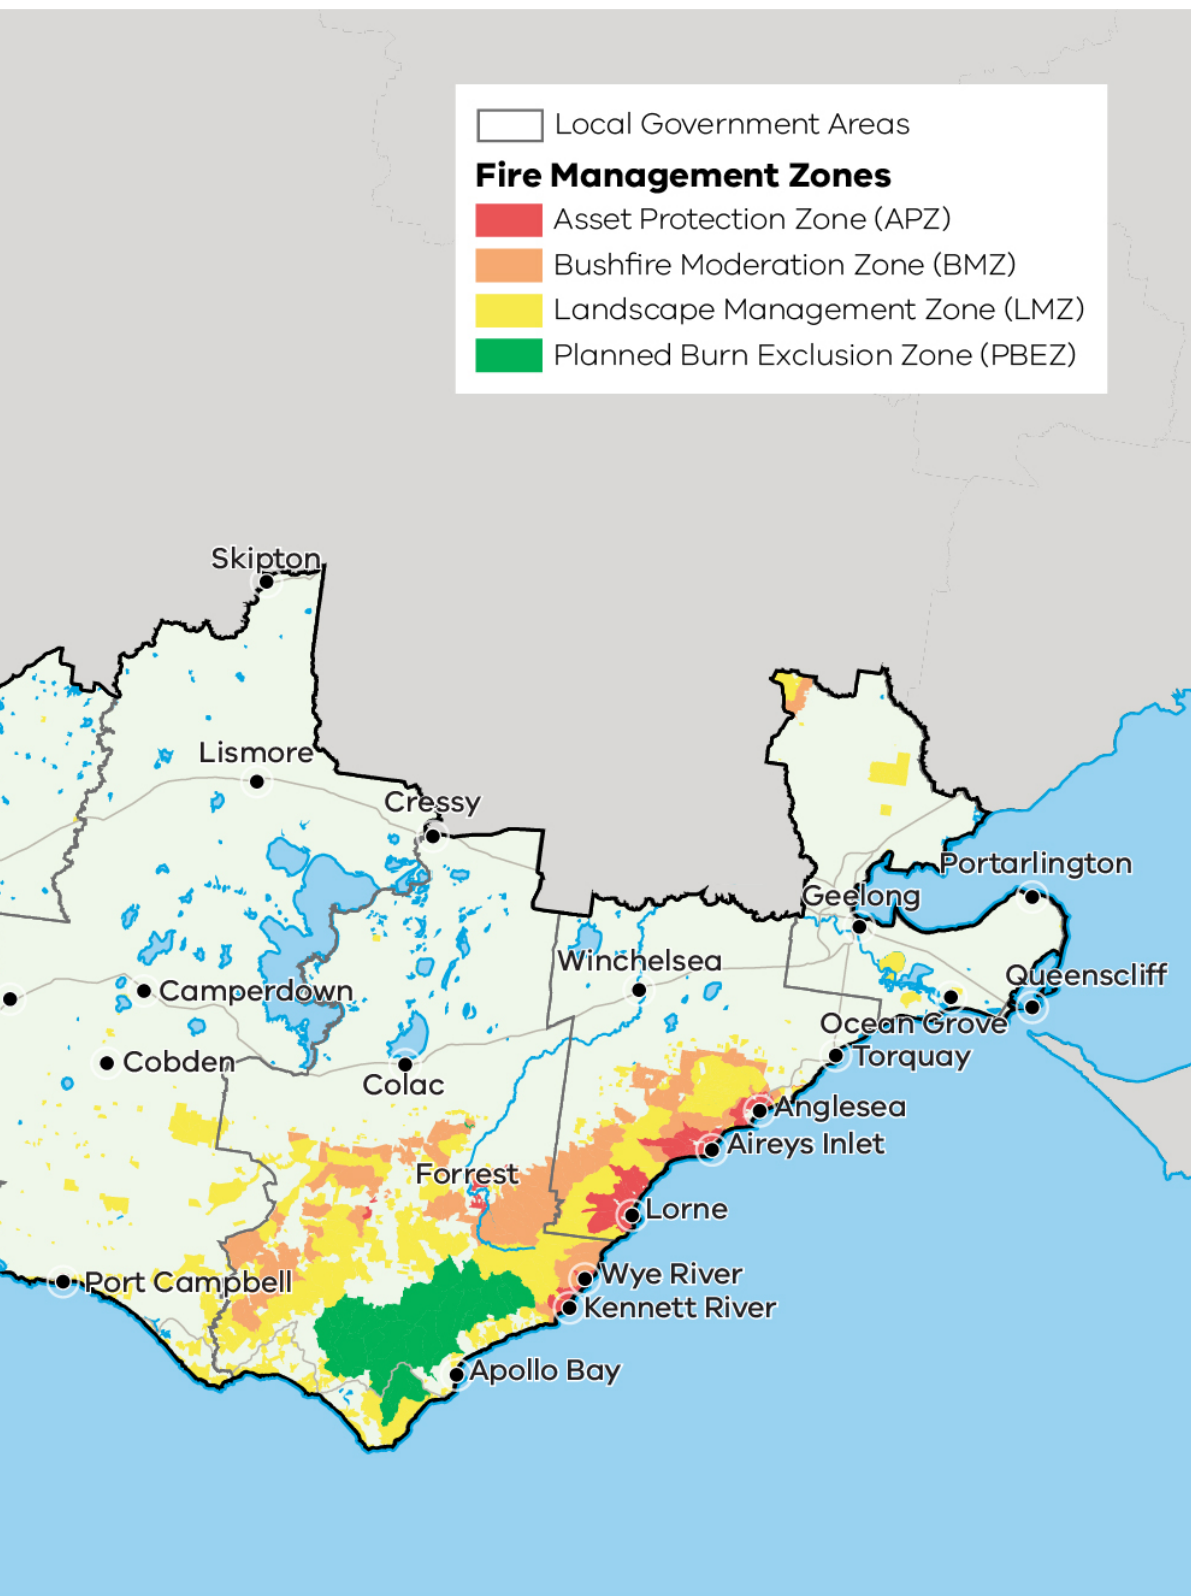 Local Government Areas
Fire Management Zones
Asset Protection Zone (APZ)
Bushfire Moderation Zone (BMZ)
Landscape Management Zone (LMZ)
Planned Burn Exclusion Zone (PBEZ)
Skipton
Lismore
Cressy
Portarlington
Geelong
Winchelsea
Queenscliff
Camperdown
Ocean Grove
Torquay
Cobden
Colac
Anglesea
Aireys Inlet
Forrest
Lorne
Wye River
Port Campbell
Kennett River
Apollo Bay